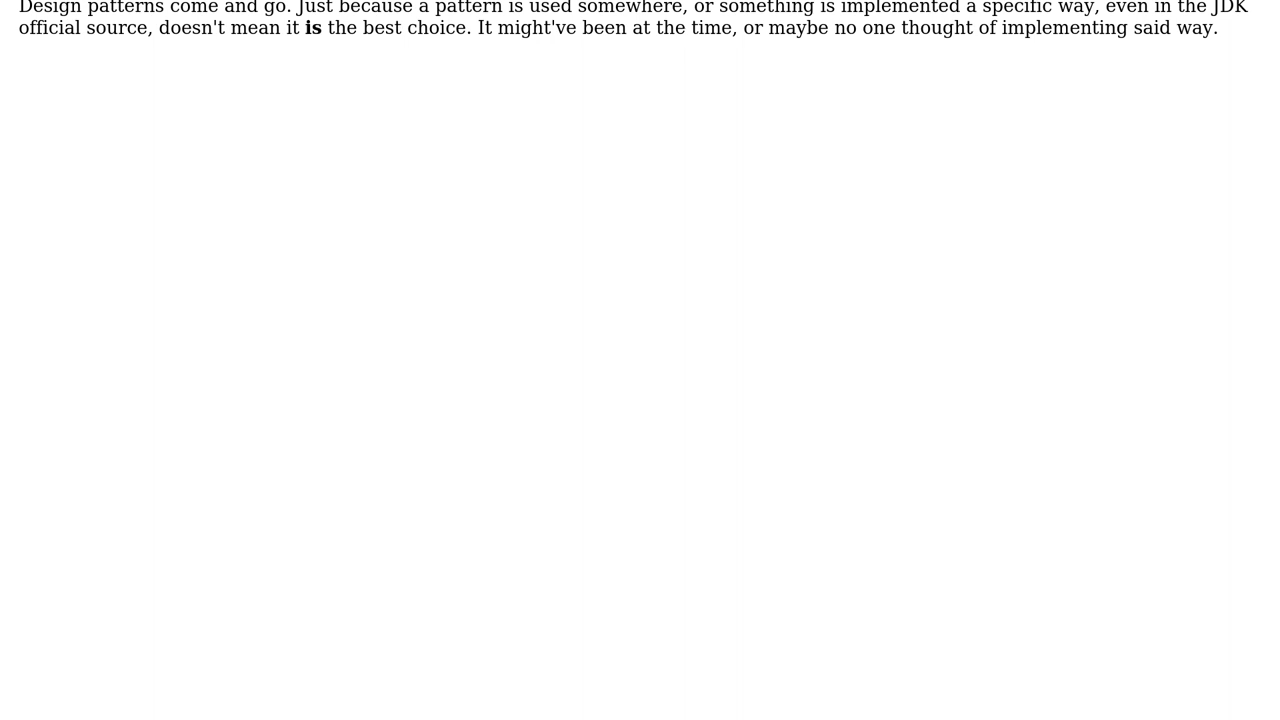 Design patterns come and go. Just because a pattern is used somewhere, or something is implemented a specific way, even in the JDK
official source, doesn't mean it is the best choice. It might've been at the time, or maybe no one thought of implementing said way.